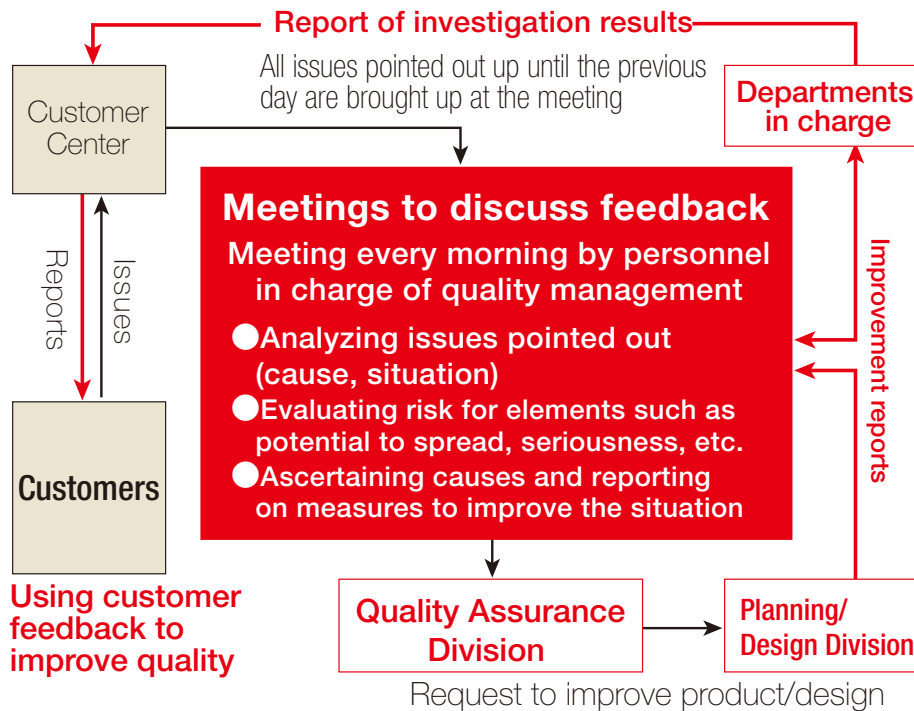 Report of investigation results
All issues pointed out up until the previous
day are brought up at the meeting
Customer
Center
Departments
in charge
Meetings to discuss feedback
Meeting every morning by personnel
in charge of quality management
●Analyzing issues pointed out
(cause, situation)
●Evaluating risk for elements such as
potential to spread, seriousness, etc.
●Ascertaining causes and reporting
on measures to improve the situation
Reports
Issues
Improvement reports
Customers
Using customer
feedback to
improve quality
Quality Assurance
Division
Planning/
Design Division
Request to improve product/design